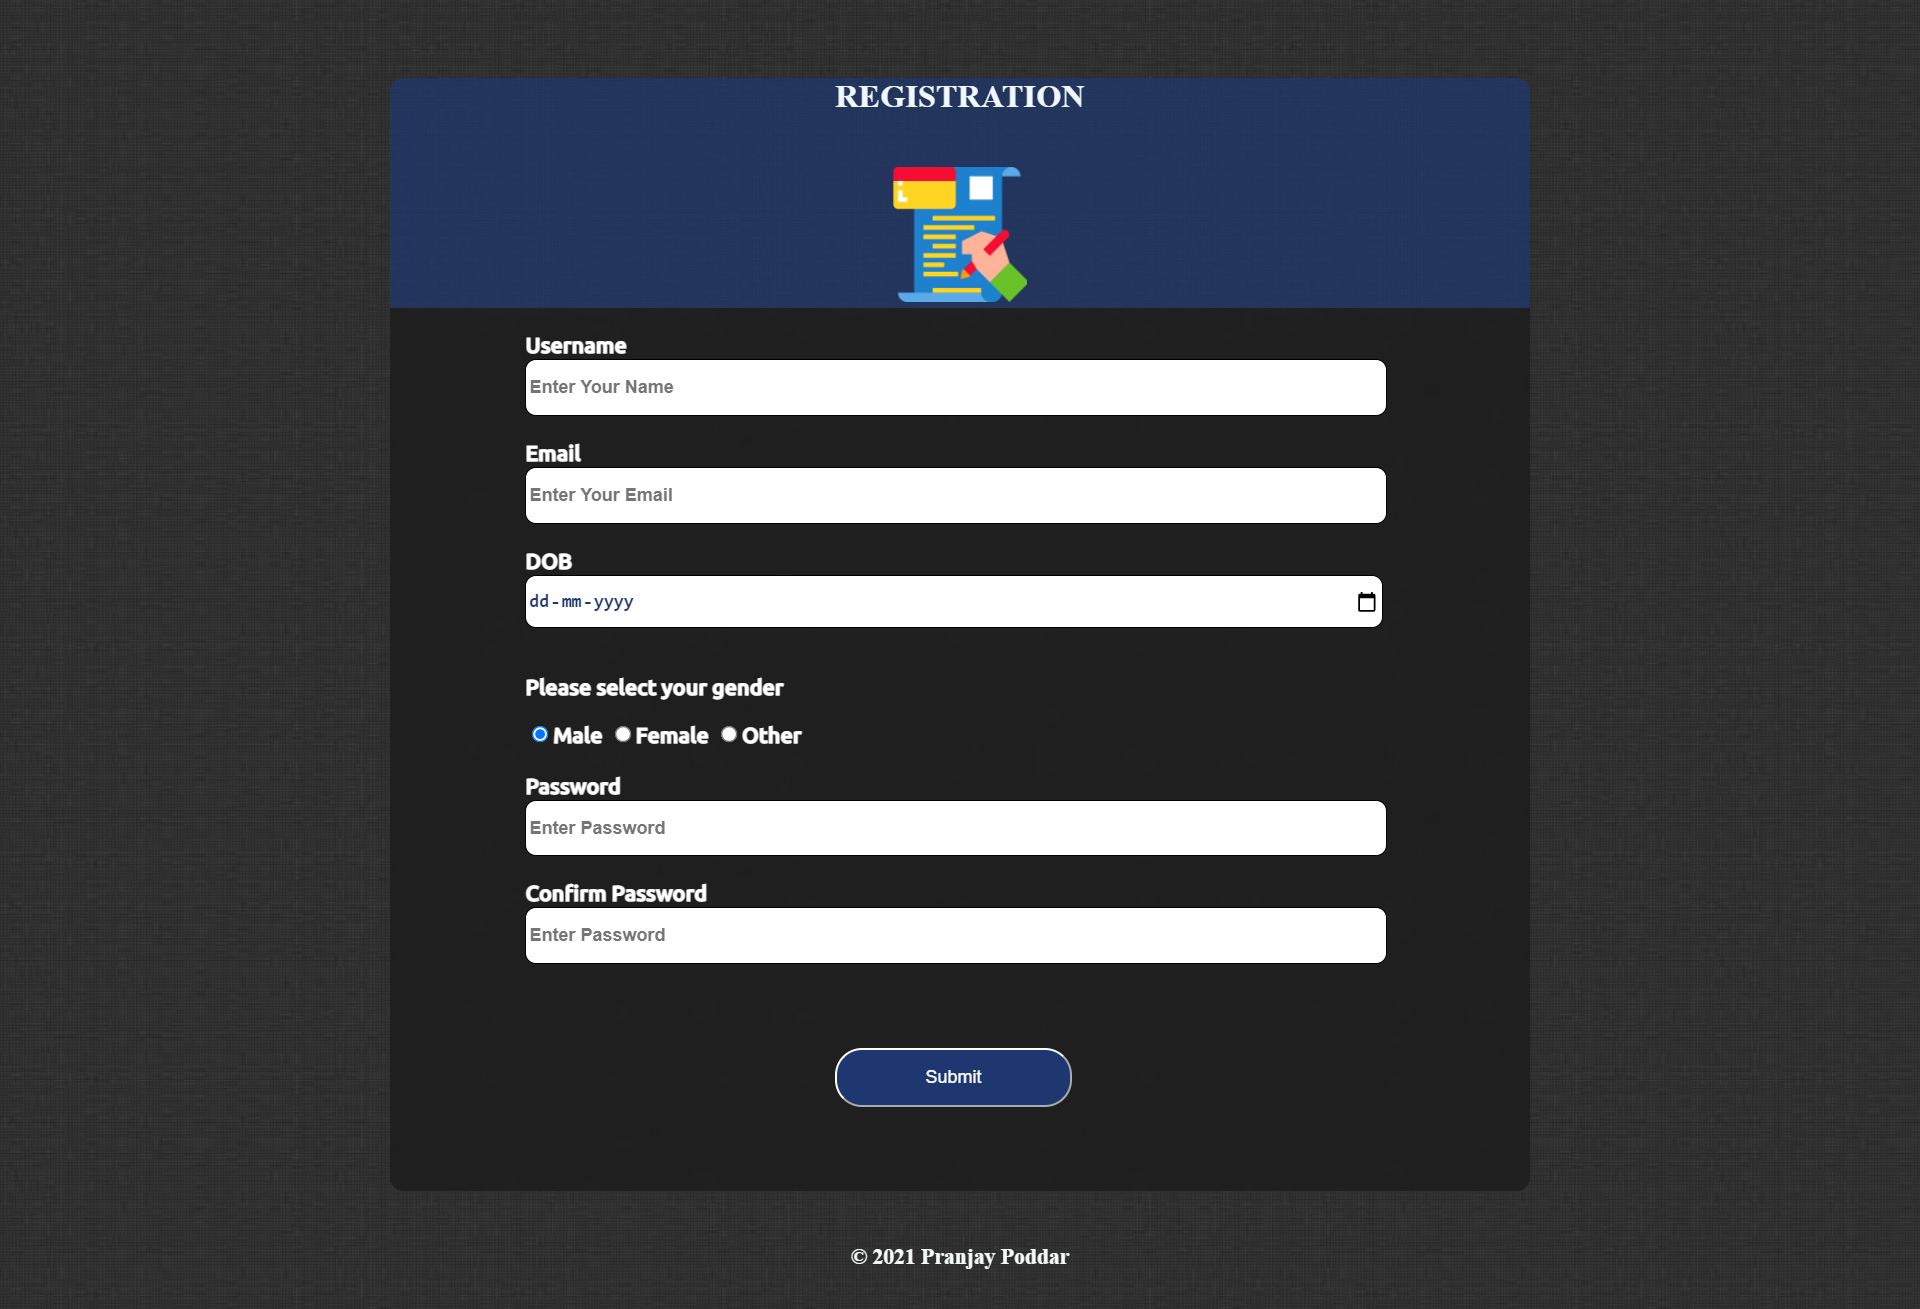 REGISTRATION
Username
Enter Your Name
Email
Enter Your Email
DOB
dd-mm-yyyy
Please select your gender
Male Female Other
Password
Enter Password
Confirm Password
Enter Password
Submit
© 2021 Pranjay Poddar